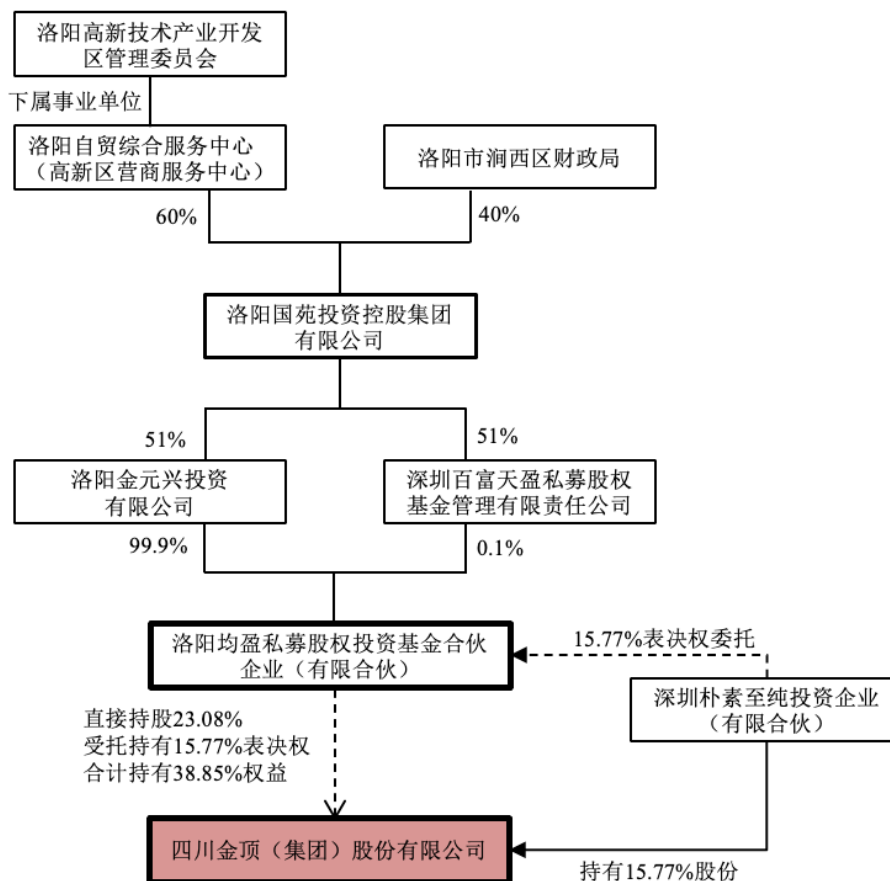 洛阳高新技术产业开发
区管理委员会
下属事业单位
洛阳自贸综合服务中心
（高新区营商服务中心）
洛阳市涧西区财政局
60%
40%
洛阳国苑投资控股集团
有限公司
51%
51%
洛阳金元兴投资
有限公司
深圳百富天盈私募股权
基金管理有限责任公司
99.9%
0.1%
洛阳均盈私募股权投资基金合伙
企业（有限合伙）
15.77%表决权委托
深圳朴素至纯投资企业
（有限合伙）
直接持股23.08%
受托持有15.77%表决权
合计持有38.85%权益
四川金顶（集团）股份有限公司
持有15.77%股份